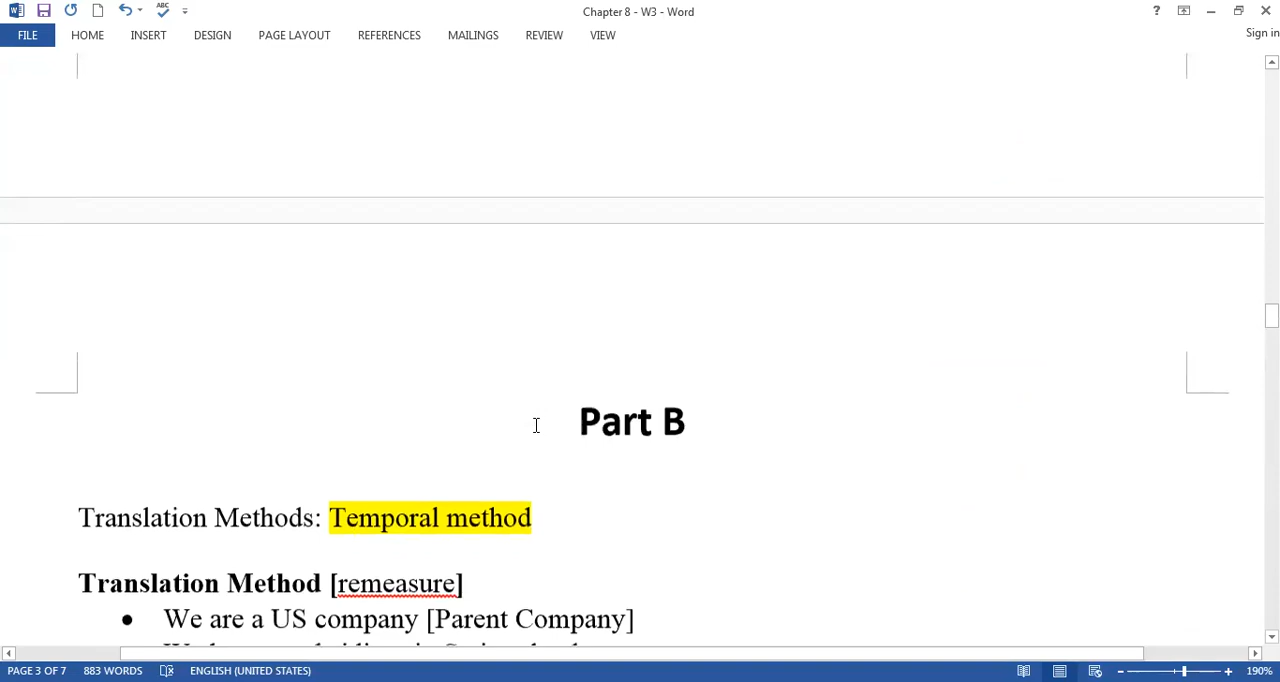 Chapter 8 - W3 - Word
FILE HOME INSERT DESIGN PAGE LAYOUT REFERENCES MAILINGS REVIEW VIEW Sign in
Part B
Translation Methods: Temporal method
Translation Method [remeasure]
• We are a US company [Parent Company]
PAGE 3 OF 7 883 WORDS ENGLISH (UNITED STATES) 190%